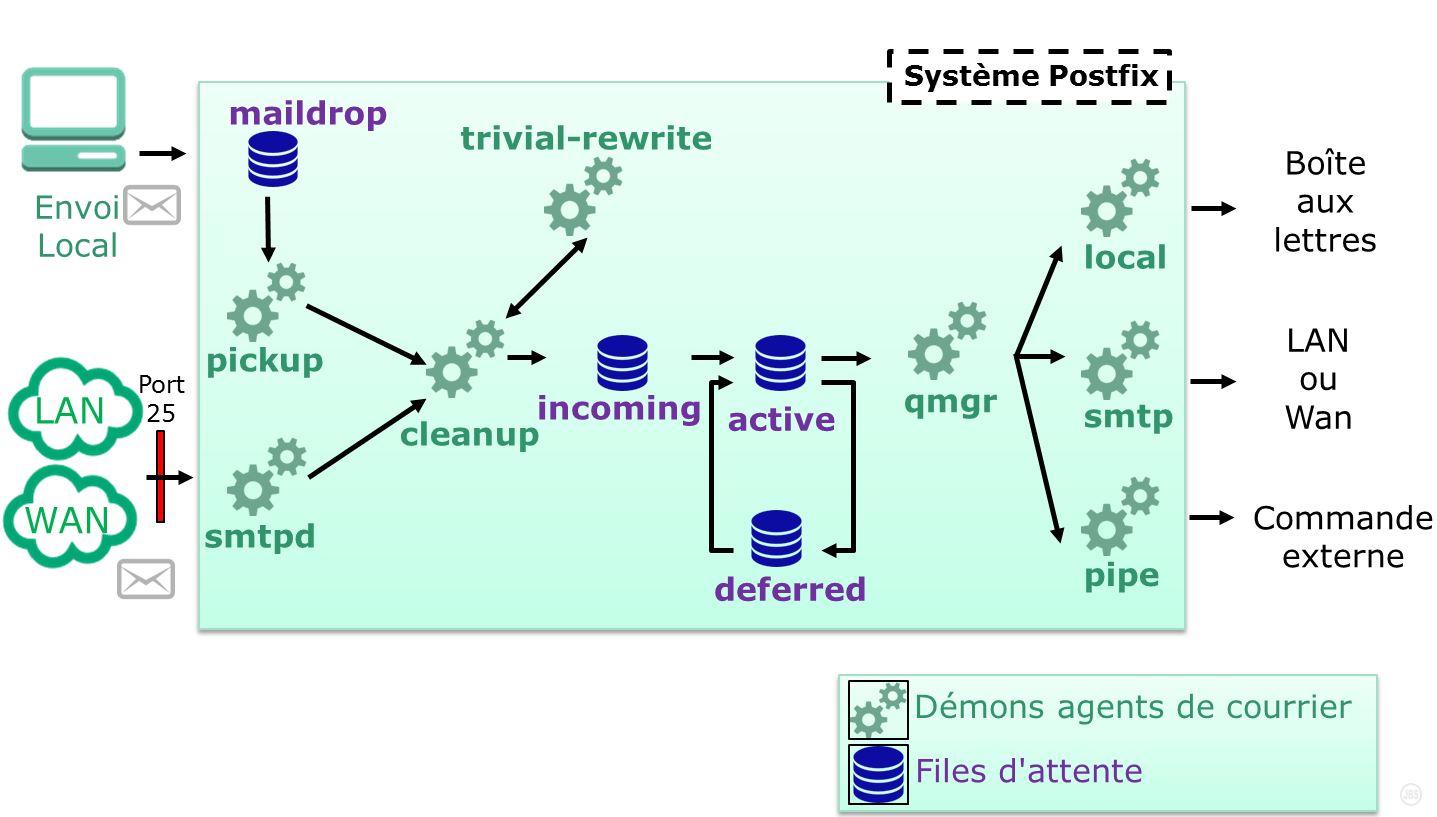 Système Postfix
maildrop
trivial-rewrite
Envoi
Local
pickup
LAN
WAN
Port
25
smtpd
cleanup
incoming
active
deferred
qmgr
local
smtp
pipe
Boîte
aux
lettres
LAN
ou
Wan
Commande
externe
Démons agents de courrier
Files d'attente
JBS